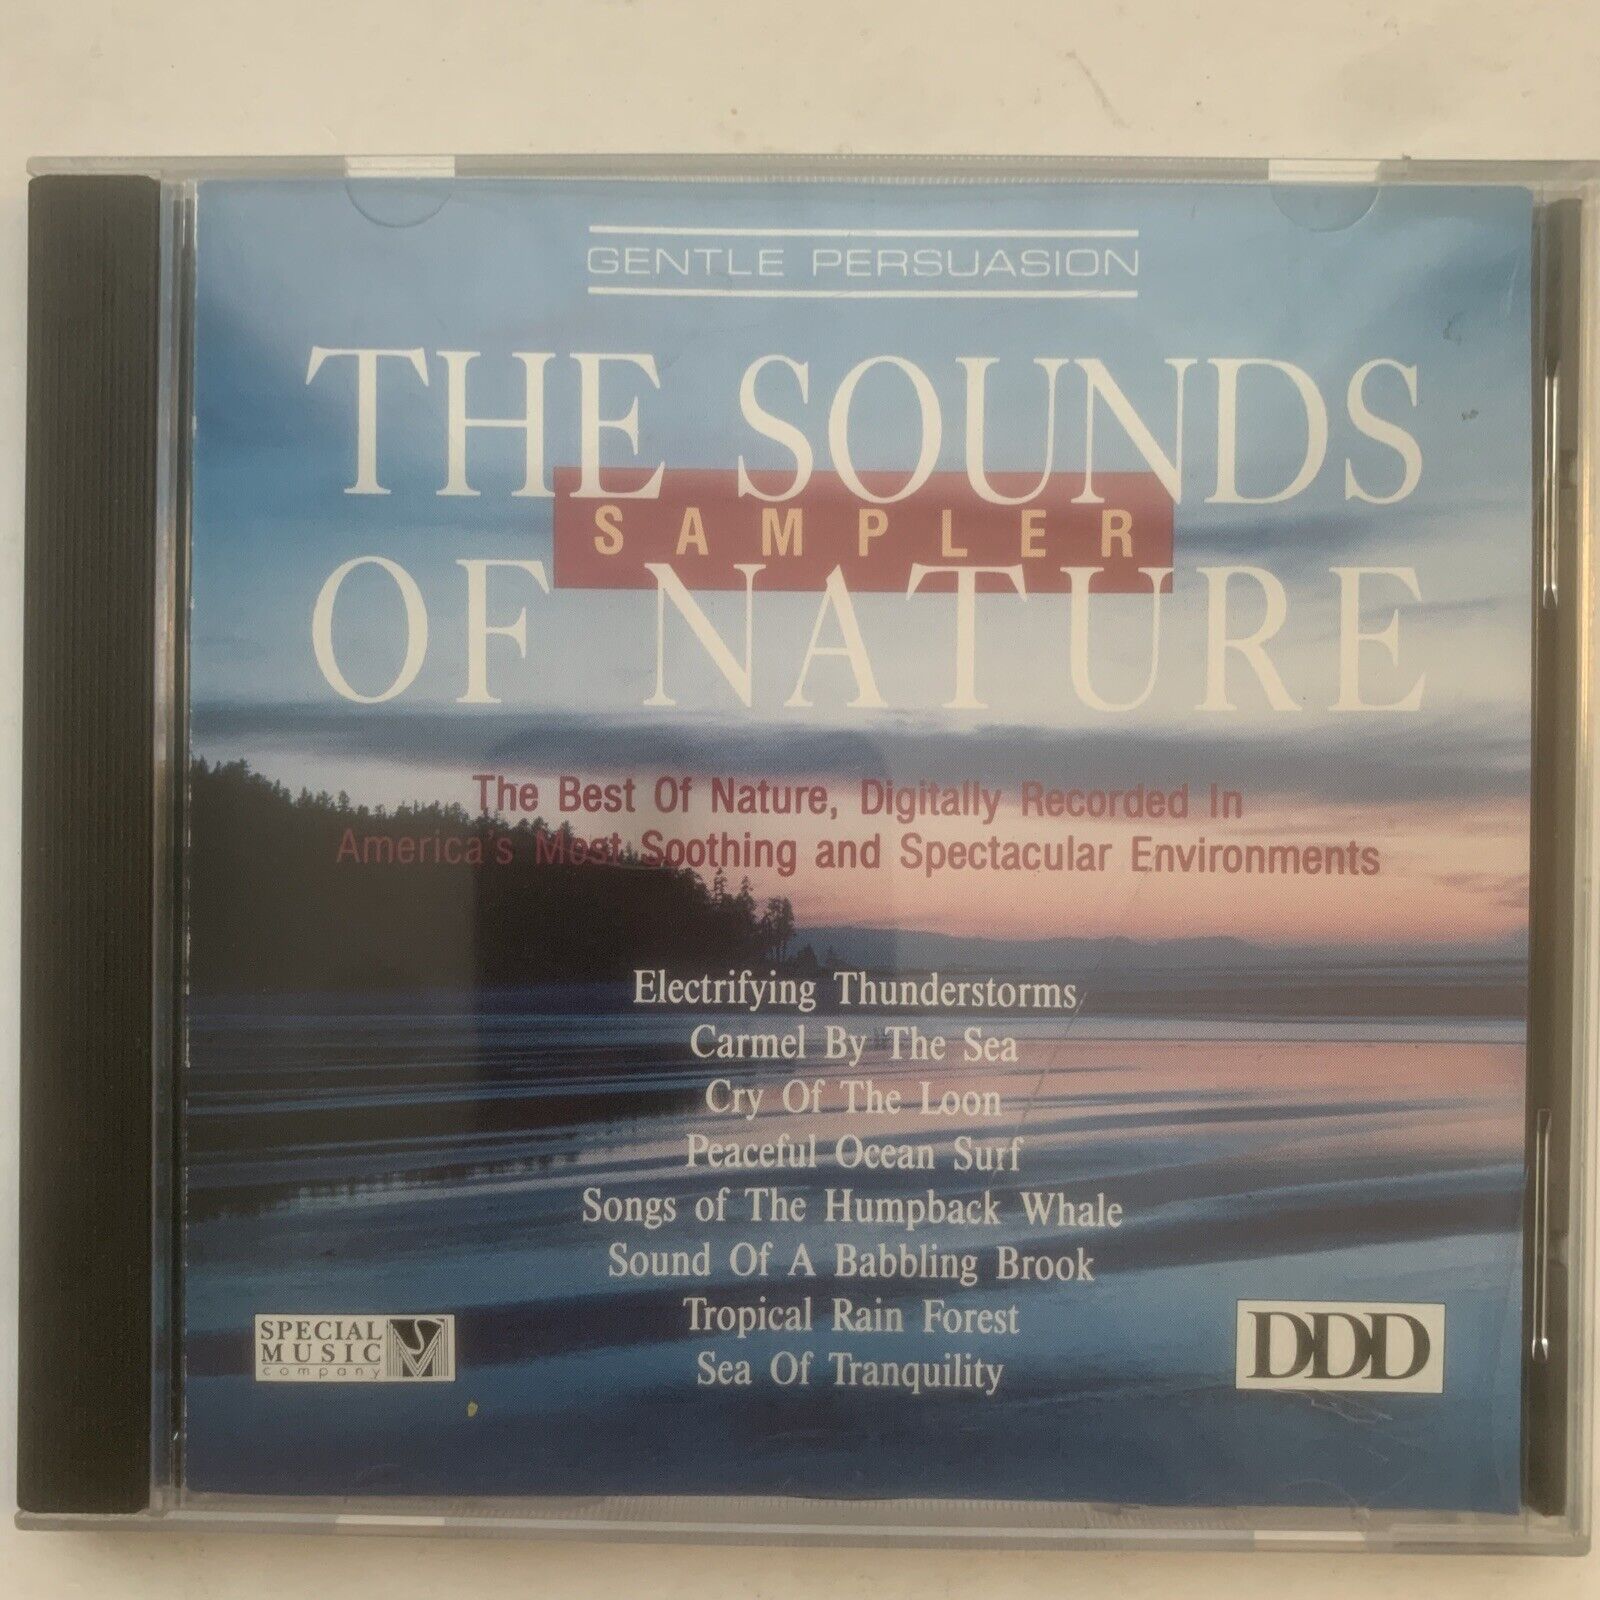 GENTLE PERSUASION
THE SOUNDS
SAMPLER
OF NATURE
The Best Of Nature, Digitally Recorded In
America's Most Soothing and Spectacular Environments
Electrifying Thunderstorms
Carmel By The Sea
Cry Of The Loon
Peaceful Ocean Surf
Songs of The Humpback Whale
Sound Of A Babbling Brook
Tropical Rain Forest
Sea Of Tranquility
SPECIAL
MUSIC
company
DDD